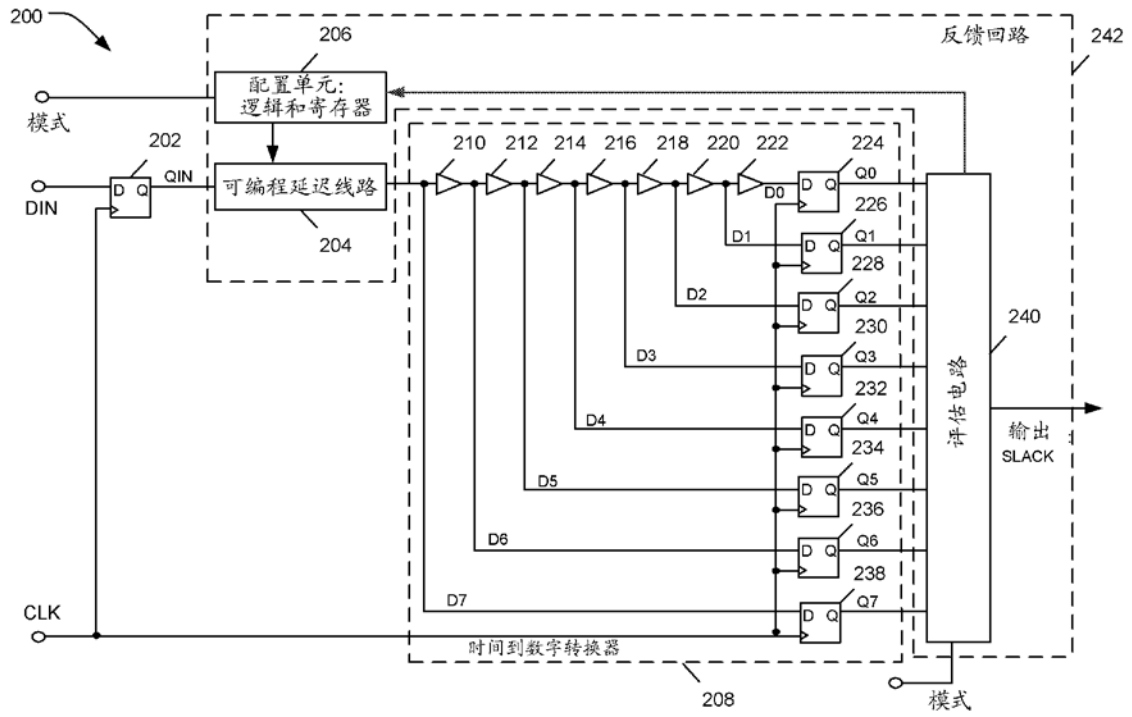 200
206
反馈回路
242
配置单元:
逻辑和寄存器
模式
202
210
212
214
216
218
220
222
224
D Q
QIN
可编程延迟线路
DIN
204
D0
D Q
Q0
226
D1
D Q
Q1
228
D2
D Q
Q2
230
240
D3
D Q
Q3
232
评估电路
D4
D Q
Q4
234
输出
SLACK
D5
D Q
Q5
236
D6
D Q
Q6
238
CLK
D7
D Q
Q7
时间到数字转换器
208
模式